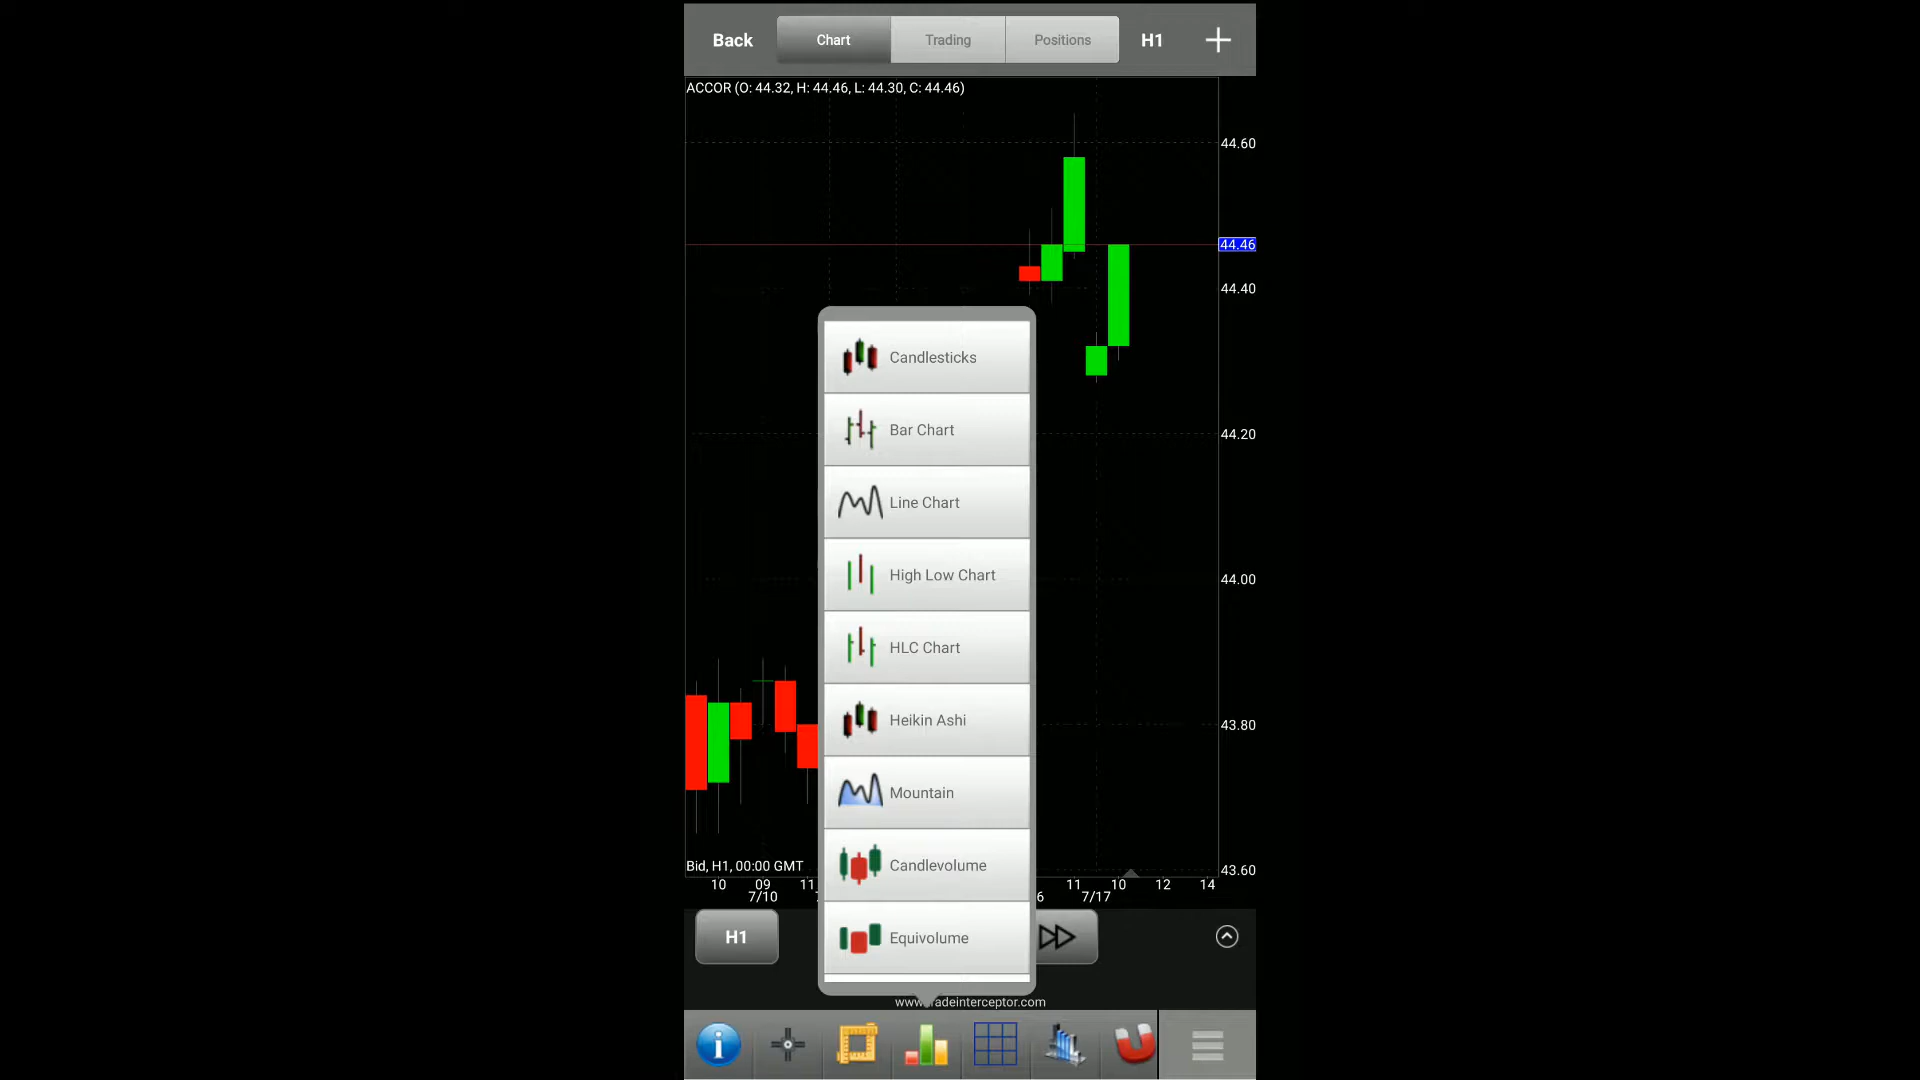 Back Chart Trading Positions H1
ACCOR (O: 44.32, H: 44.46, L: 44.30, C: 44.46)
44.60
44.46
44.40
Candlesticks
Bar Chart
44.20
Line Chart
High Low Chart
44.00
HLC Chart
Heikin Ashi
43.80
Mountain
Candlevolume
Bid, H1, 00:00 GMT
43.60
10 09 11 11 10 12 14
7/10 6 7/17
H1
Equivolume
adeinterceptor.com